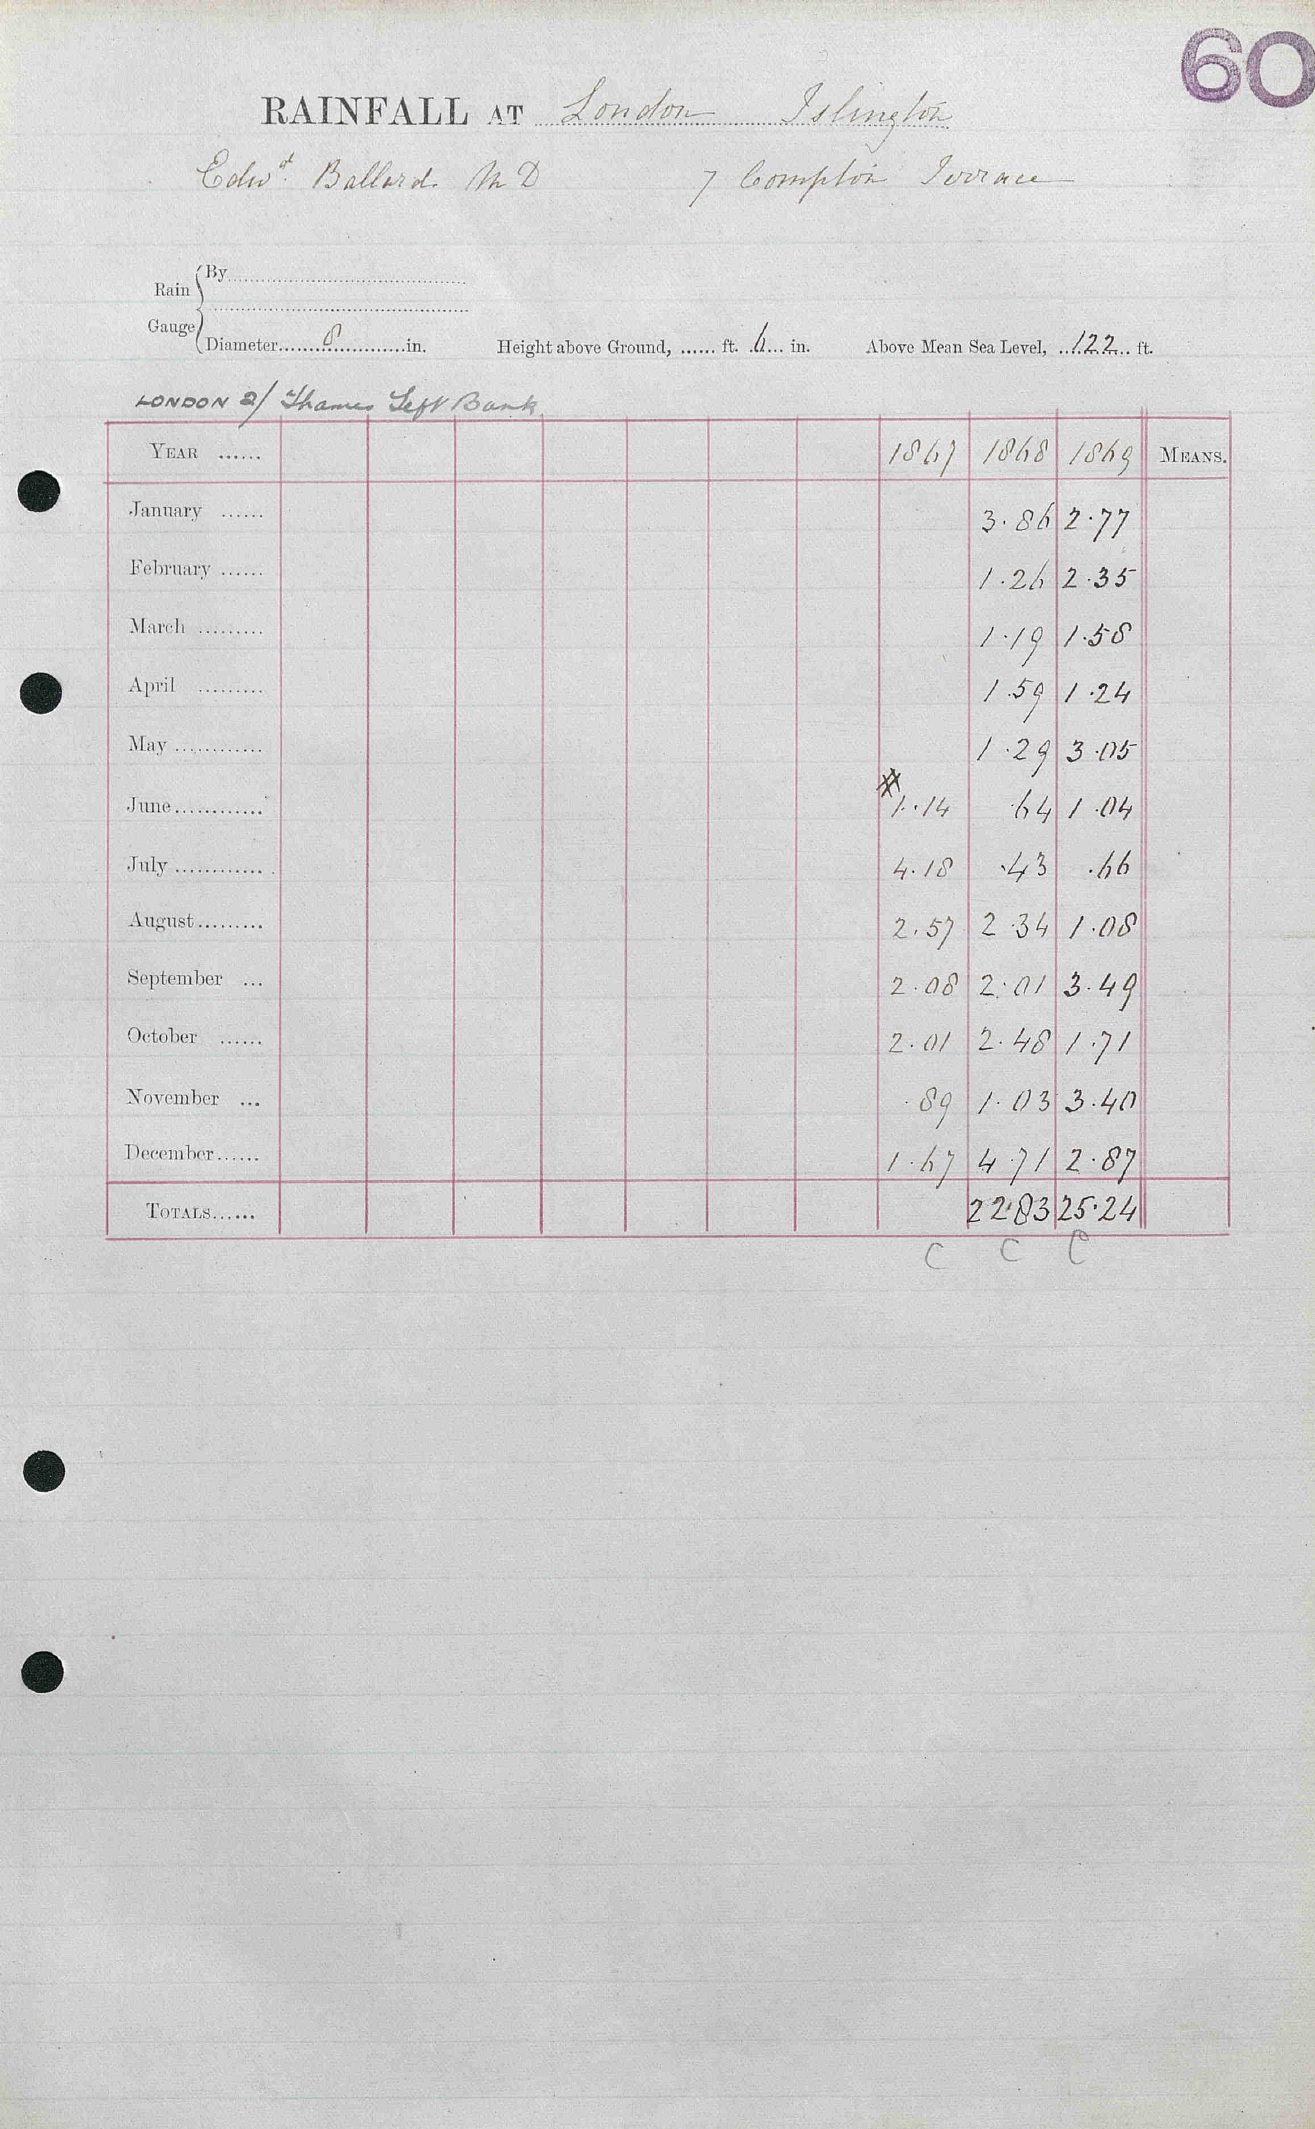 60
RAINFALL AT London Islington
Edwd. Ballard. M D 7 Compton Terrace
Rain Gauge
By
Diameter 8 in. Height above Ground, ...... ft. 6 in. Above Mean Sea Level, 122 ft.
LONDON 2/ Thames Left Bank
YEAR ...... 1867 1868 1869 MEANS.
January ...... 3.86 2.77
February ...... 1.26 2.35
March ......... 1.19 1.58
April ......... 1.59 1.24
May ............ 1.29 3.05
June ............ # 1.14 .64 1.04
July ............ 4.18 .43 .66
August ......... 2.57 2.34 1.08
September ... 2.08 2.01 3.49
October ...... 2.01 2.48 1.71
November ... .89 1.03 3.40
December ...... 1.67 4.71 2.87
TOTALS ...... 22.83 25.24
C C C